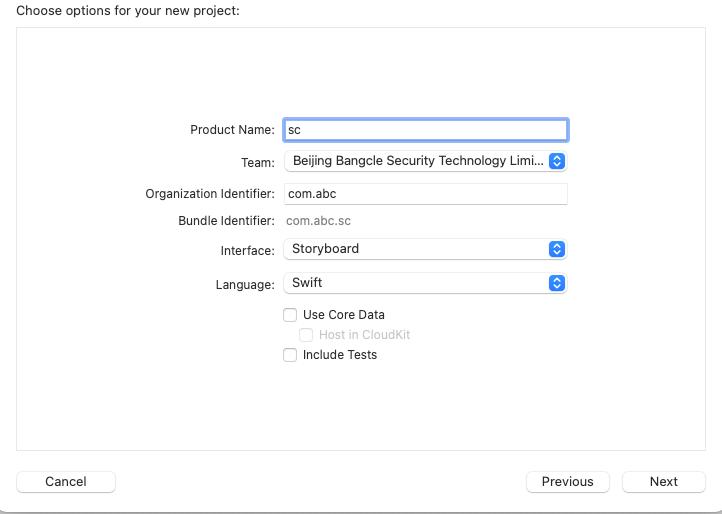 Choose options for your new project:
Product Name: sc
Team: Beijing Bangcle Security Technology Limi...
Organization Identifier: com.abc
Bundle Identifier: com.abc.sc
Interface: Storyboard
Language: Swift
Use Core Data
Host in CloudKit
Include Tests
Cancel Previous Next